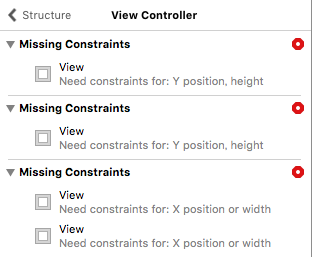 Structure
View Controller
Missing Constraints
View
Need constraints for: Y position, height
Missing Constraints
View
Need constraints for: Y position, height
Missing Constraints
View
Need constraints for: X position or width
View
Need constraints for: X position or width